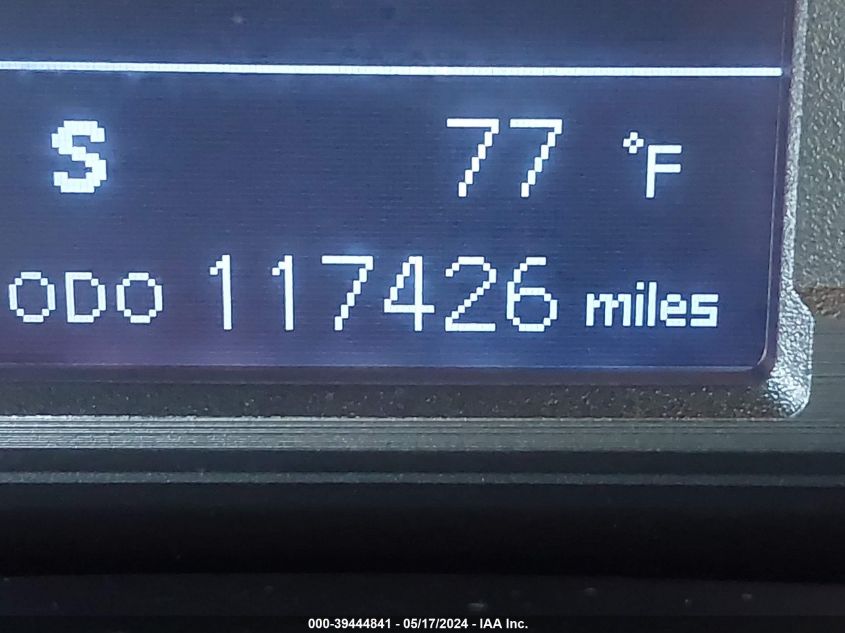 S 77 °F
ODO 117426 miles
000-39444841 - 05/17/2024 - IAA Inc.